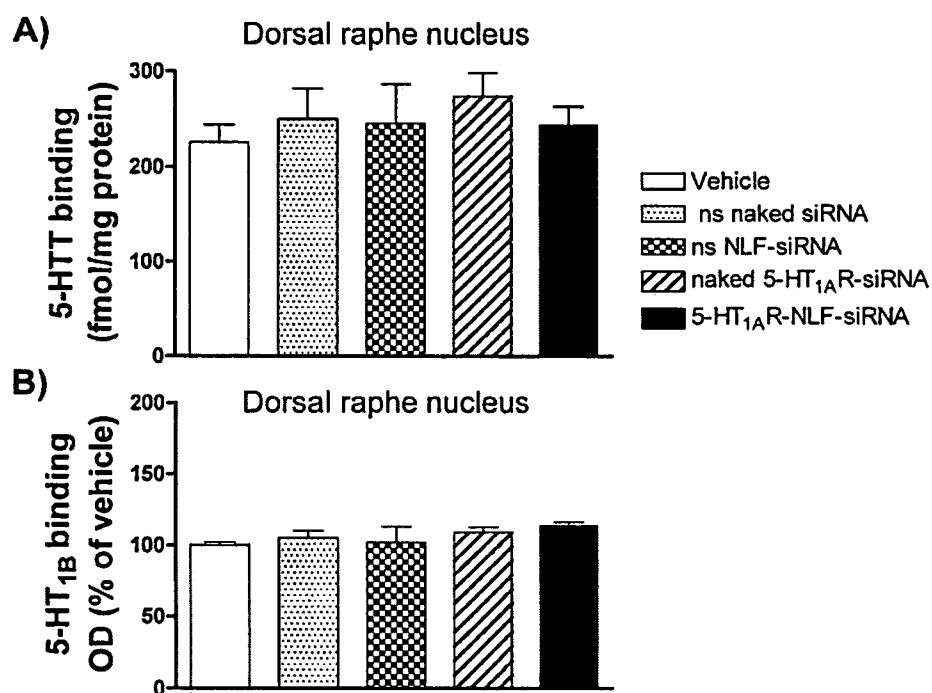 A)
Dorsal raphe nucleus
5-HTT binding
(fmol/mg protein)
300
200
100
0
Vehicle
ns naked siRNA
ns NLF-siRNA
naked 5-HT1AR-siRNA
5-HT1AR-NLF-siRNA
B)
Dorsal raphe nucleus
5-HT1B binding
OD (% of vehicle)
200
150
100
50
0